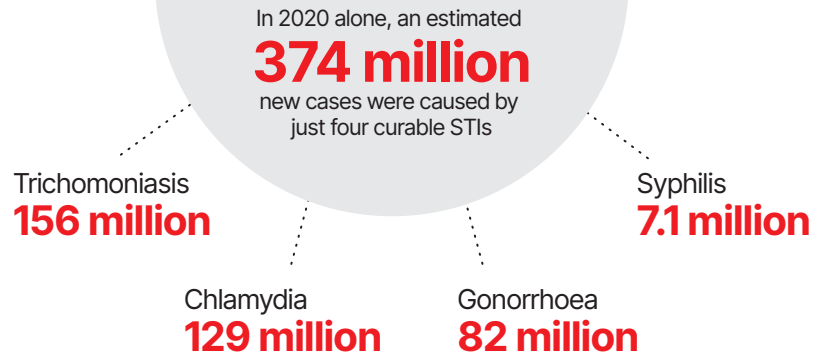 In 2020 alone, an estimated
374 million
new cases were caused by
just four curable STIs
Trichomoniasis
156 million
Syphilis
7.1 million
Chlamydia
129 million
Gonorrhoea
82 million